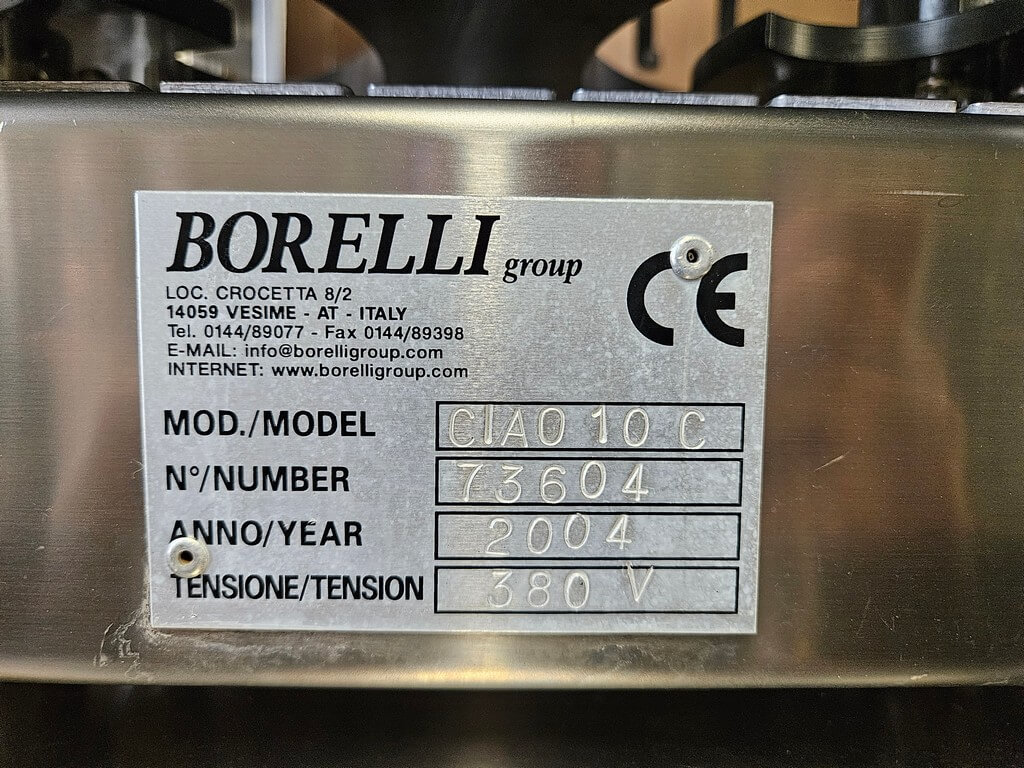 BORELLI group
CE
LOC. CROCETTA 8/2
14059 VESIME - AT - ITALY
Tel. 0144/89077 - Fax 0144/89398
E-MAIL: info@borelligroup.com
INTERNET: www.borelligroup.com
MOD./MODEL CIAO 10 C
N°/NUMBER 73604
ANNO/YEAR 2004
TENSIONE/TENSION 380 V